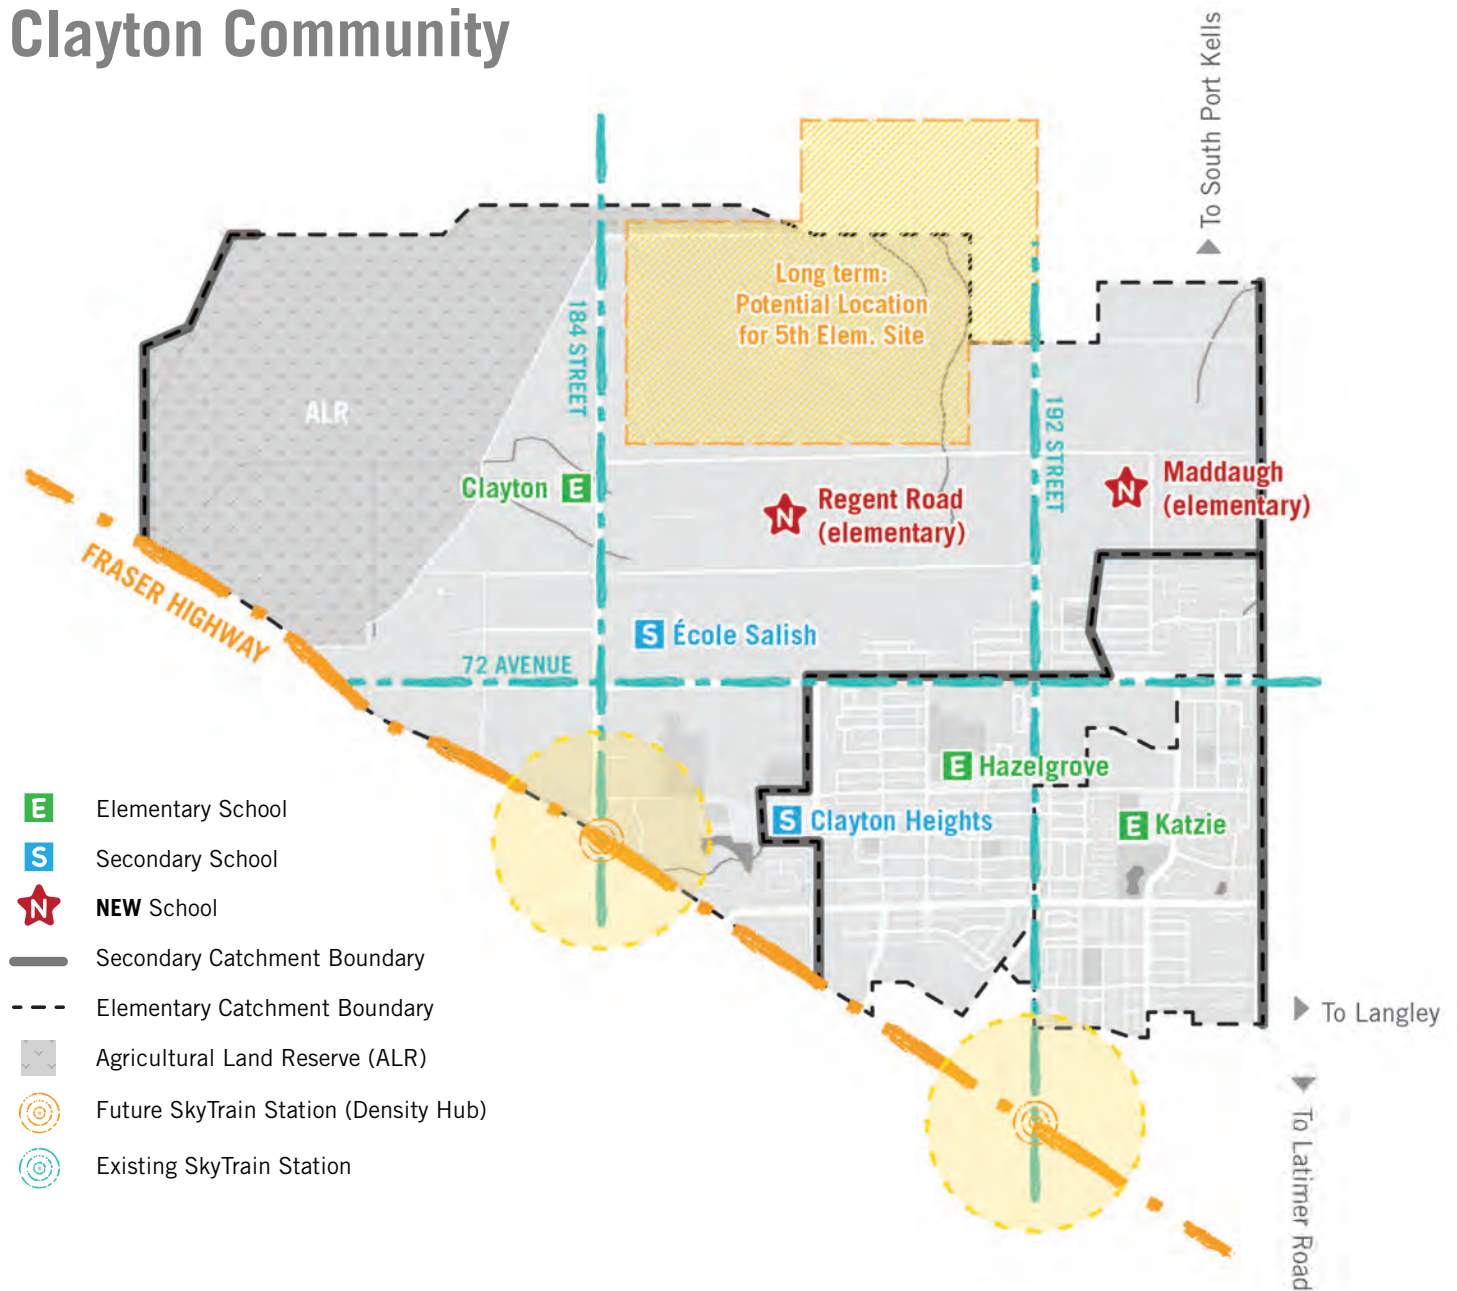 Clayton Community
To South Port Kells
Long term:
Potential Location
for 5th Elem. Site
184 STREET
ALR
192 STREET
Clayton E
N Regent Road
(elementary)
N Maddaugh
(elementary)
FRASER HIGHWAY
S École Salish
72 AVENUE
E Hazelgrove
S Clayton Heights
E Katzie
E Elementary School
S Secondary School
N NEW School
Secondary Catchment Boundary
Elementary Catchment Boundary
Agricultural Land Reserve (ALR)
Future SkyTrain Station (Density Hub)
Existing SkyTrain Station
To Langley
To Latimer Road